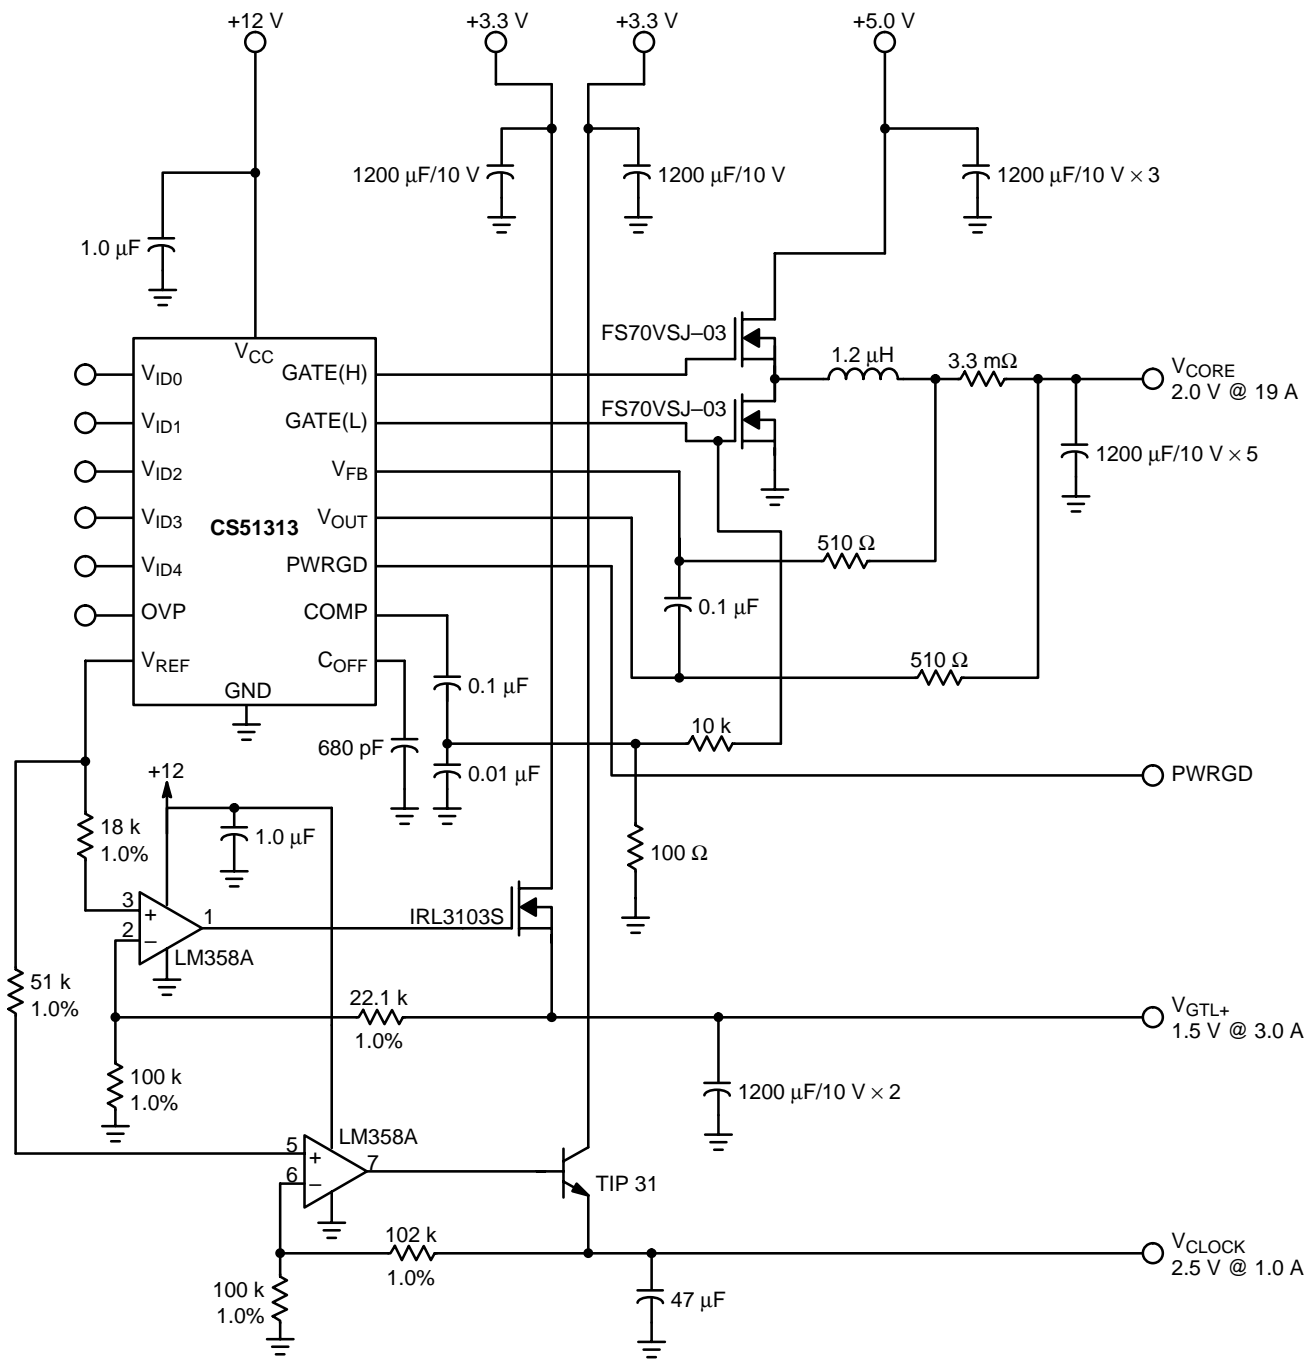 +12 V
+3.3 V
+3.3 V
+5.0 V
1200 µF/10 V
1200 µF/10 V
1200 µF/10 V × 3
1.0 µF
FS70VSJ–03
VCC
VID0
GATE(H)
1.2 µH
3.3 mΩ
VCORE
2.0 V @ 19 A
FS70VSJ–03
VID1
GATE(L)
VID2
VFB
1200 µF/10 V × 5
VID3
CS51313
VOUT
510 Ω
VID4
PWRGD
OVP
COMP
0.1 µF
VREF
COFF
510 Ω
GND
0.1 µF
10 k
680 pF
+12
0.01 µF
PWRGD
18 k
1.0%
1.0 µF
100 Ω
3
+
1
IRL3103S
2
–
LM358A
51 k
1.0%
22.1 k
1.0%
VGTL+
1.5 V @ 3.0 A
100 k
1.0%
1200 µF/10 V × 2
LM358A
5
+
7
6
–
TIP 31
102 k
1.0%
VCLOCK
2.5 V @ 1.0 A
100 k
1.0%
47 µF